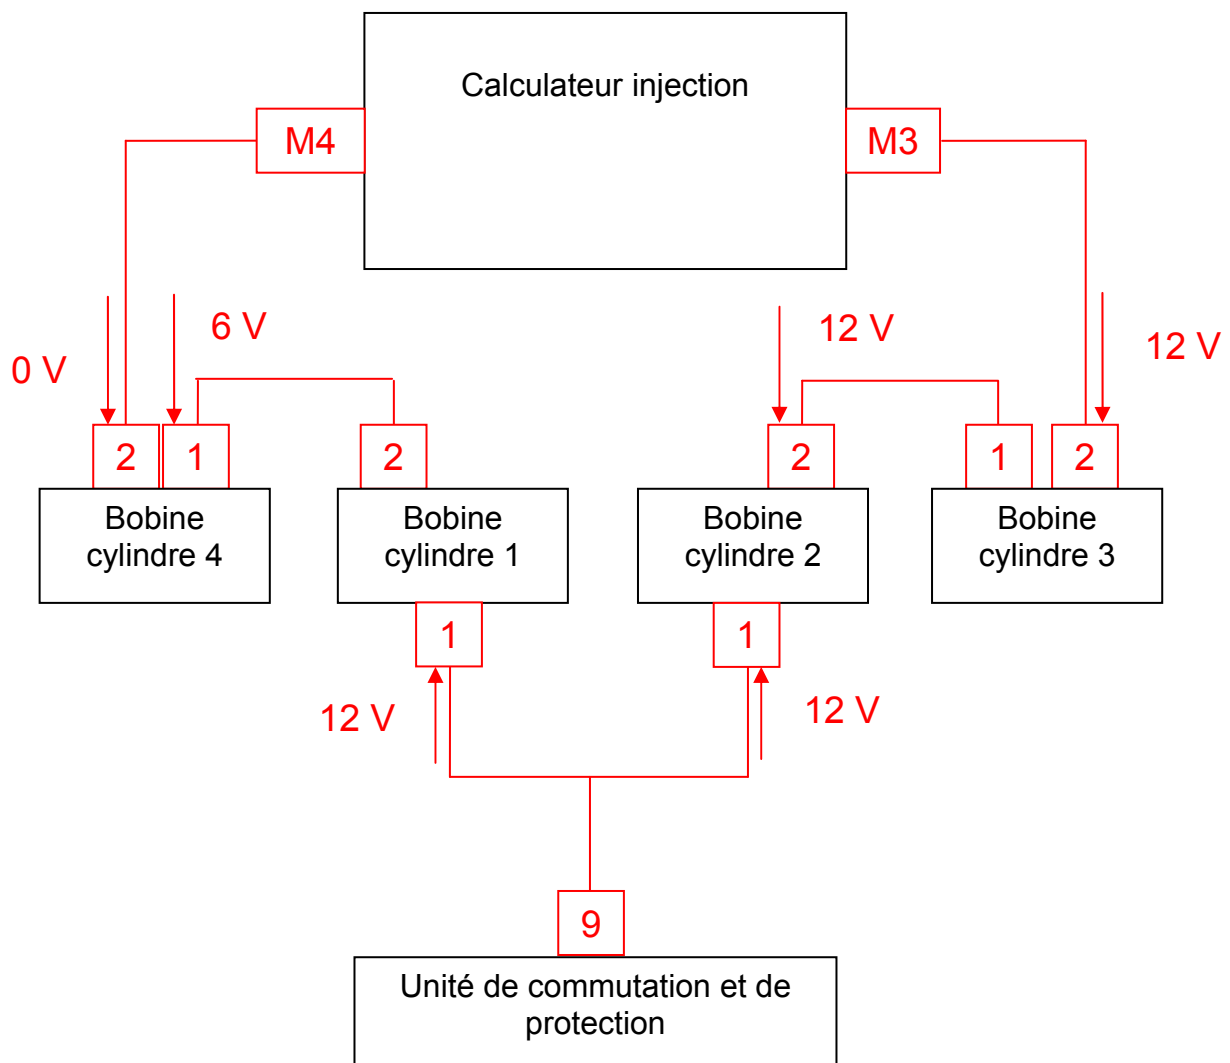 Calculateur injection
M4
M3
6 V
12 V
12 V
0 V
2
1
2
2
1
2
Bobine
cylindre 4
Bobine
cylindre 1
Bobine
cylindre 2
Bobine
cylindre 3
1
1
12 V
12 V
9
Unité de commutation et de
protection